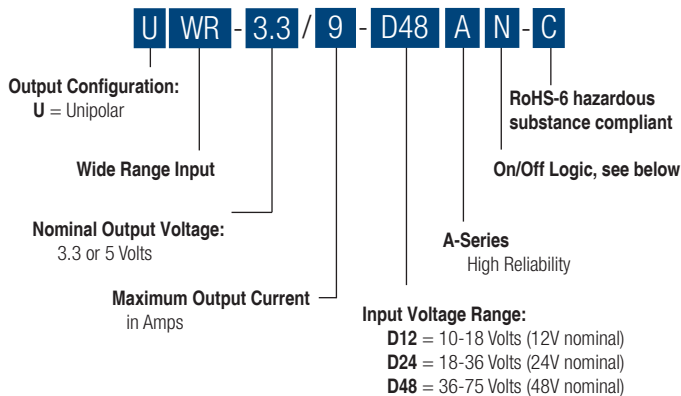 U WR - 3.3 / 9 - D48 A N - C
Output Configuration:
U = Unipolar
RoHS-6 hazardous
substance compliant
Wide Range Input
On/Off Logic, see below
Nominal Output Voltage:
3.3 or 5 Volts
A-Series
High Reliability
Maximum Output Current
in Amps
Input Voltage Range:
D12 = 10-18 Volts (12V nominal)
D24 = 18-36 Volts (24V nominal)
D48 = 36-75 Volts (48V nominal)